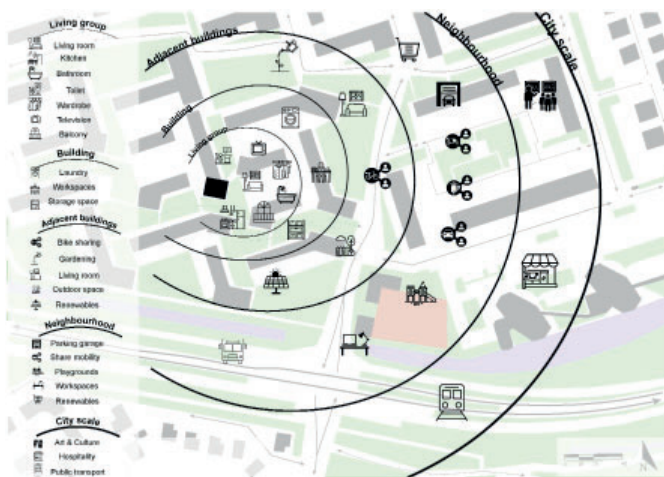 Living group
Living room
Kitchen
Bathroom
Toilet
Wardrobe
Television
Balcony
Building
Laundry
Workspaces
Storage space
Adjacent buildings
Bike sharing
Gardening
Living room
Outdoor space
Renewables
Neighbourhood
Parking garage
Share mobility
Playgrounds
Workspaces
Renewables
City scale
Art & Culture
Hospitality
Public transport
Living group
Building
Adjacent buildings
Neighbourhood
City scale
N